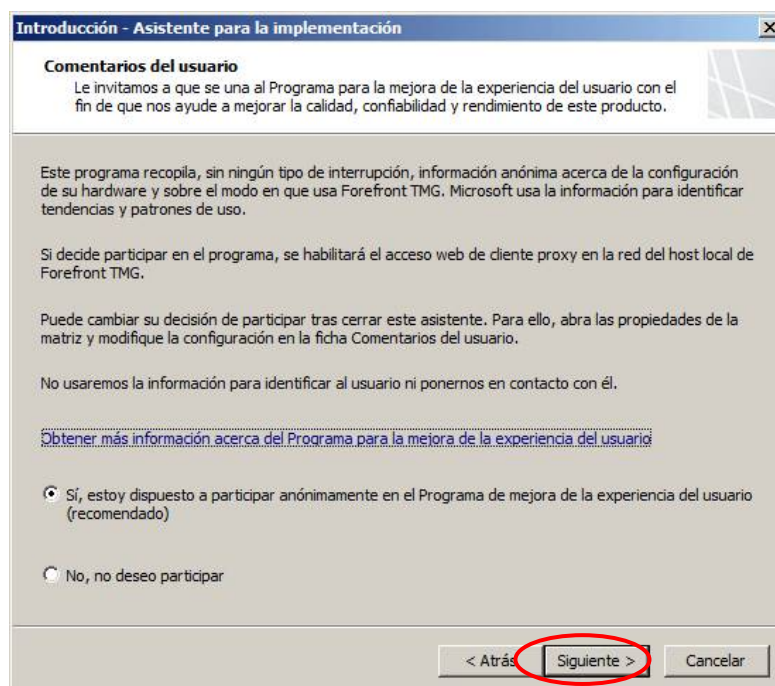 Introducción - Asistente para la implementación
Comentarios del usuario
Le invitamos a que se una al Programa para la mejora de la experiencia del usuario con el
fin de que nos ayude a mejorar la calidad, confiabilidad y rendimiento de este producto.
Este programa recopila, sin ningún tipo de interrupción, información anónima acerca de la configuración
de su hardware y sobre el modo en que usa Forefront TMG. Microsoft usa la información para identificar
tendencias y patrones de uso.
Si decide participar en el programa, se habilitará el acceso web de cliente proxy en la red del host local de
Forefront TMG.
Puede cambiar su decisión de participar tras cerrar este asistente. Para ello, abra las propiedades de la
matriz y modifique la configuración en la ficha Comentarios del usuario.
No usaremos la información para identificar al usuario ni ponernos en contacto con él.
Obtener más información acerca del Programa para la mejora de la experiencia del usuario
Sí, estoy dispuesto a participar anónimamente en el Programa de mejora de la experiencia del usuario
(recomendado)
No, no deseo participar
< Atrás Siguiente > Cancelar